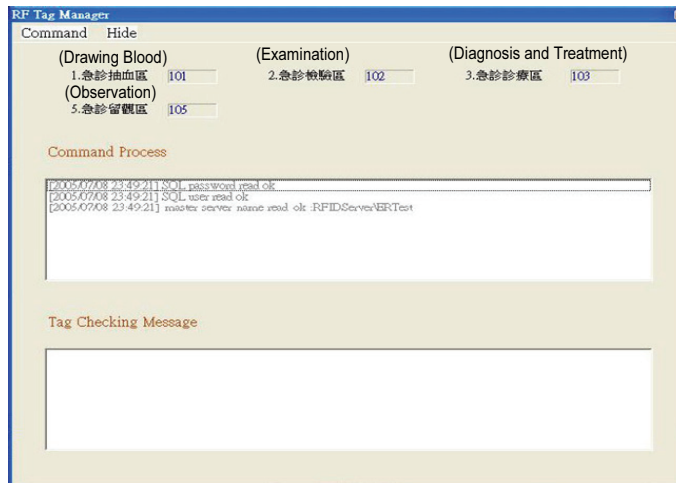 RF Tag Manager
Command Hide
(Drawing Blood) (Examination) (Diagnosis and Treatment)
1.急診抽血區 101 2.急診檢驗區 102 3.急診診療區 103
(Observation)
5.急診留觀區 105
Command Process
[2005/07/08 23:49:21] SQL password read ok
[2005/07/08 23:49:21] SQL user read ok
[2005/07/08 23:49:21] master server name read ok :RFIDServer\ERTest
Tag Checking Message